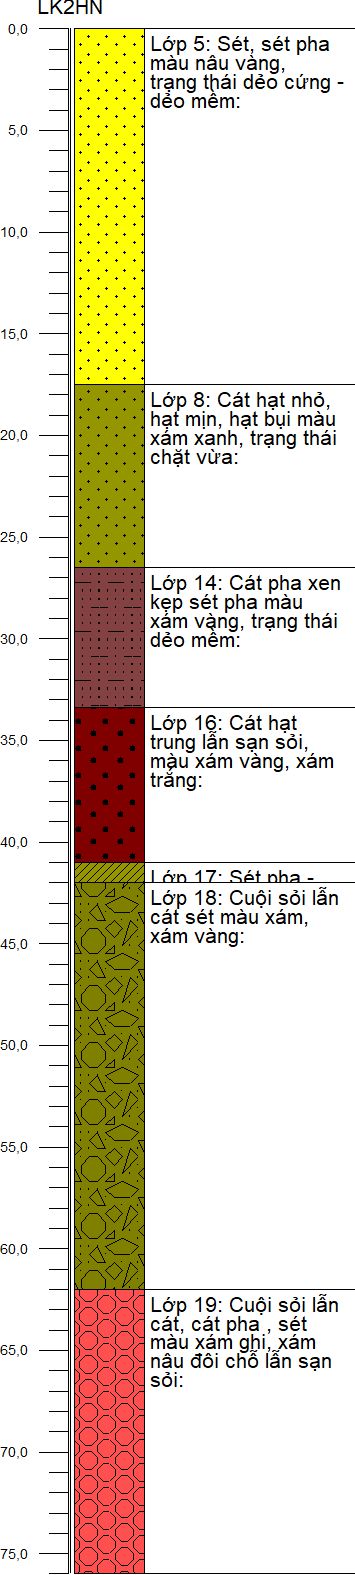 LK2HN
0,0
Lớp 5: Sét, sét pha
màu nâu vàng,
trạng thái dẻo cứng -
dẻo mềm:
5,0
10,0
15,0
Lớp 8: Cát hạt nhỏ,
hạt mịn, hạt bụi màu
xám xanh, trạng thái
chặt vừa:
20,0
25,0
Lớp 14: Cát pha xen
kẹp sét pha màu
xám vàng, trạng thái
dẻo mềm:
30,0
Lớp 16: Cát hạt
trung lẫn sạn sỏi,
màu xám vàng, xám
trắng:
35,0
40,0
Lớp 17: Sét pha -
Lớp 18: Cuội sỏi lẫn
cát sét màu xám,
xám vàng:
45,0
50,0
55,0
60,0
Lớp 19: Cuội sỏi lẫn
cát, cát pha , sét
màu xám ghi, xám
nâu đôi chỗ lẫn sạn
sỏi:
65,0
70,0
75,0